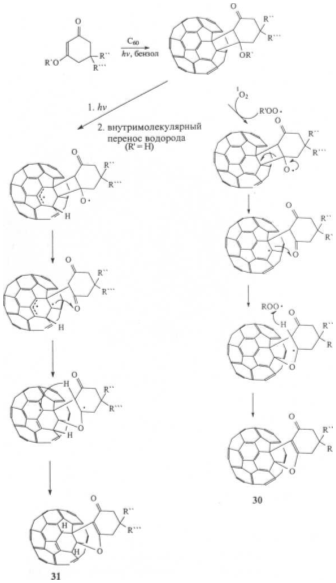 O
R''
R'O
R'''
C₆₀
hν, бензол
O
R''
R'''
OR'
1. hν
2. внутримолекулярный
перенос водорода
(R' = H)
¹O₂
R'OO•
O
R''
R'''
O•
H
O
R''
R'''
O•
O
R''
R'
O
O
R''
R'''
O
H
ROO•
H
O
R''
R
O
H
O
R''
R'''
O
H
O
R''
R
O
30
O
H
R''
R'''
H
O
31